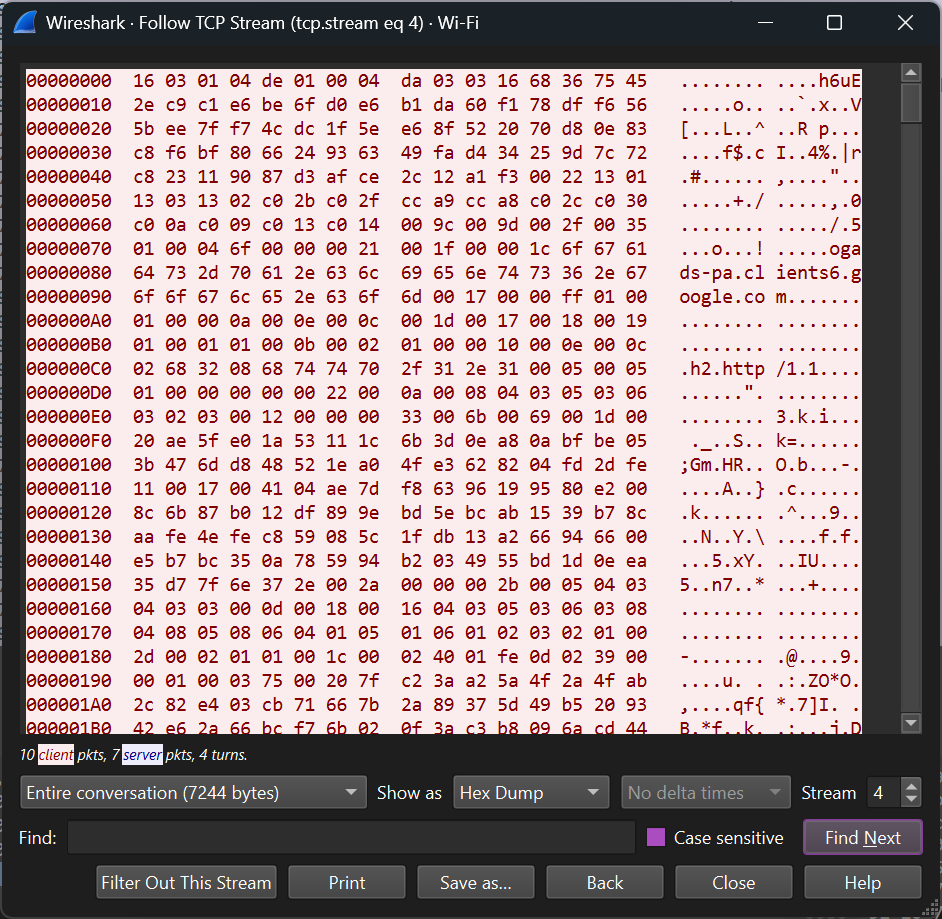 Wireshark · Follow TCP Stream (tcp.stream eq 4) · Wi-Fi
00000000 16 03 01 04 de 01 00 04 da 03 03 16 68 36 75 45 ........ ....h6uE
00000010 2e c9 c1 e6 be 6f d0 e6 b1 da 60 f1 78 df f6 56 .....o.. ..`.x..V
00000020 5b ee 7f f7 4c dc 1f 5e e6 8f 52 20 70 d8 0e 83 [...L..^ ..R p...
00000030 c8 f6 bf 80 66 24 93 63 49 fa d4 34 25 9d 7c 72 ....f$.c I..4%.|r
00000040 c8 23 11 90 87 d3 af ce 2c 12 a1 f3 00 22 13 01 .#...... ,...."..
00000050 13 03 13 02 c0 2b c0 2f cc a9 cc a8 c0 2c c0 30 .....+./ .....,.0
00000060 c0 0a c0 09 c0 13 c0 14 00 9c 00 9d 00 2f 00 35 ........ ...../.5
00000070 01 00 04 6f 00 00 00 21 00 1f 00 00 1c 6f 67 61 ...o...! .....oga
00000080 64 73 2d 70 61 2e 63 6c 69 65 6e 74 73 36 2e 67 ds-pa.cl ients6.g
00000090 6f 6f 67 6c 65 2e 63 6f 6d 00 17 00 00 ff 01 00 oogle.co m.......
000000A0 01 00 00 0a 00 0e 00 0c 00 1d 00 17 00 18 00 19 ........ ........
000000B0 01 00 01 01 00 0b 00 02 01 00 00 10 00 0e 00 0c ........ ........
000000C0 02 68 32 08 68 74 74 70 2f 31 2e 31 00 05 00 05 .h2.http /1.1....
000000D0 01 00 00 00 00 00 22 00 0a 00 08 04 03 05 03 06 ......". ........
000000E0 03 02 03 00 12 00 00 00 33 00 6b 00 69 00 1d 00 ........ 3.k.i...
000000F0 20 ae 5f e0 1a 53 11 1c 6b 3d 0e a8 0a bf be 05 ._..S.. k=......
00000100 3b 47 6d d8 48 52 1e a0 4f e3 62 82 04 fd 2d fe ;Gm.HR.. O.b...-.
00000110 11 00 17 00 41 04 ae 7d f8 63 96 19 95 80 e2 00 ....A..} .c......
00000120 8c 6b 87 b0 12 df 89 9e bd 5e bc ab 15 39 b7 8c .k...... .^...9..
00000130 aa fe 4e fe c8 59 08 5c 1f db 13 a2 66 94 66 00 ..N..Y.\ ....f.f.
00000140 e5 b7 bc 35 0a 78 59 94 b2 03 49 55 bd 1d 0e ea ...5.xY. ..IU....
00000150 35 d7 7f 6e 37 2e 00 2a 00 00 00 2b 00 05 04 03 5..n7..* ...+....
00000160 04 03 03 00 0d 00 18 00 16 04 03 05 03 06 03 08 ........ ........
00000170 04 08 05 08 06 04 01 05 01 06 01 02 03 02 01 00 ........ ........
00000180 2d 00 02 01 01 00 1c 00 02 40 01 fe 0d 02 39 00 -....... .@....9.
00000190 00 01 00 03 75 00 20 7f c2 3a a2 5a 4f 2a 4f ab ....u. . .:.ZO*O.
000001A0 2c 82 e4 03 cb 71 66 7b 2a 89 37 5d 49 b5 20 93 ,....qf{ *.7]I. .
000001B0 42 e6 2a 66 bc f7 6b 02 0f 3a c3 b8 09 6a cd 44 B.*f..k. .:...j.D
10 client pkts, 7 server pkts, 4 turns.
Entire conversation (7244 bytes) Show as Hex Dump No delta times Stream 4
Find: Case sensitive Find Next
Filter Out This Stream Print Save as... Back Close Help